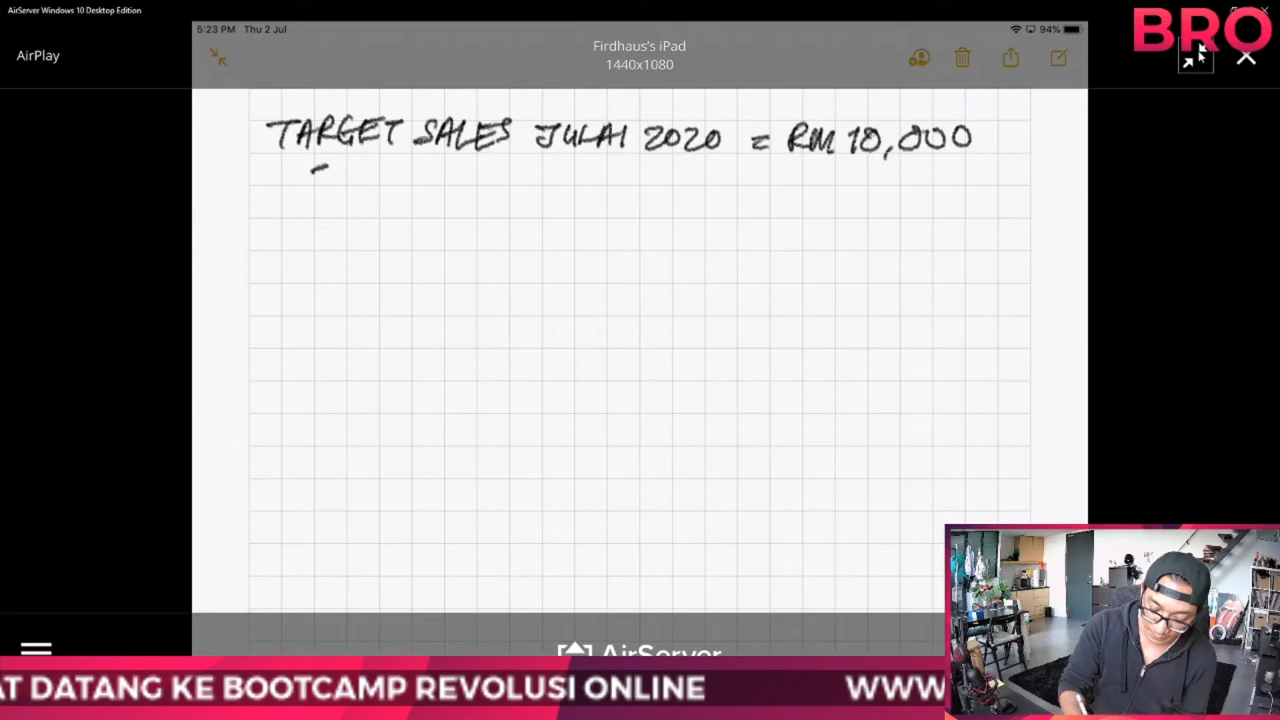 AirServer Windows 10 Desktop Edition
BRO
5:23 PM Thu 2 Jul
94%
AirPlay
Firdhaus's iPad
1440x1080
TARGET SALES JULAI 2020 = RM 10,000
AirServer
AT DATANG KE BOOTCAMP REVOLUSI ONLINE
WWW